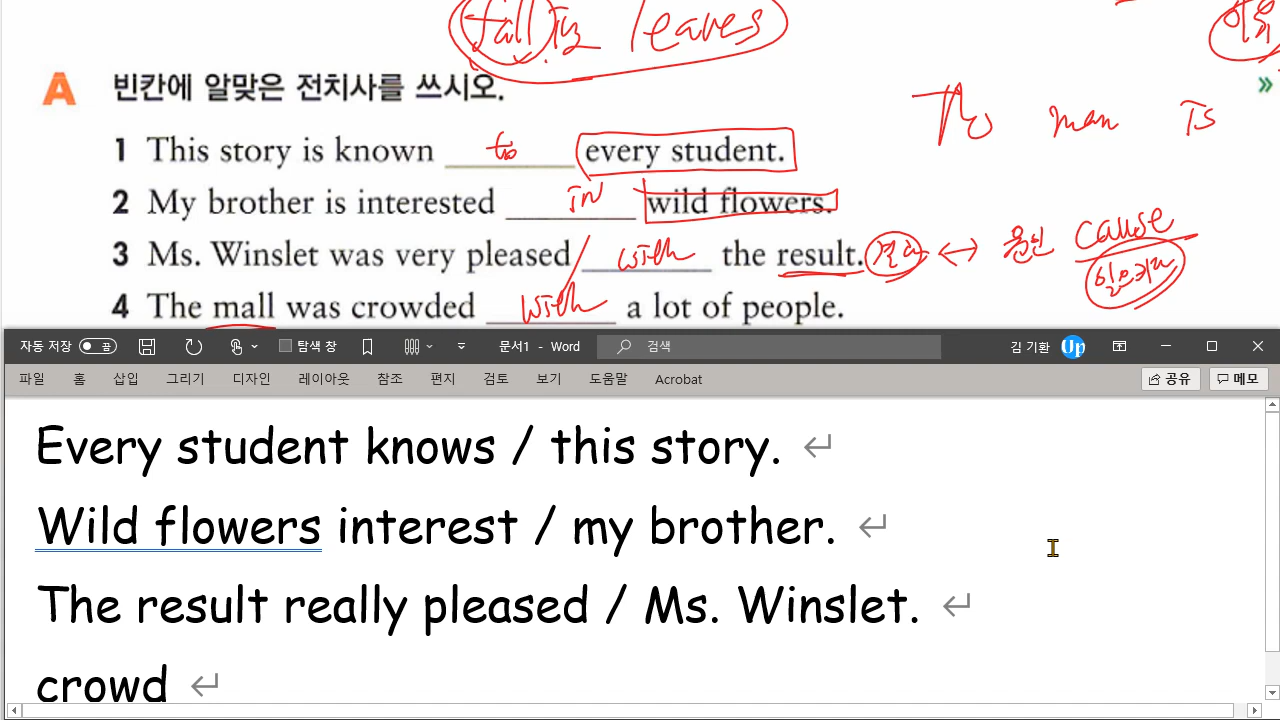 falling leaves
A 빈칸에 알맞은 전치사를 쓰시오. »
The man is
1 This story is known to every student.
2 My brother is interested in wild flowers.
3 Ms. Winslet was very pleased / with the result. 결과 ↔ 원인 cause
일으키다
4 The mall was crowded with a lot of people.
자동 저장 끔 탐색 창 문서1 - Word 검색 김 기환 Up
파일 홈 삽입 그리기 디자인 레이아웃 참조 편지 검토 보기 도움말 Acrobat 공유 메모
Every student knows / this story. ↵
Wild flowers interest / my brother. ↵
The result really pleased / Ms. Winslet. ↵
crowd ↵